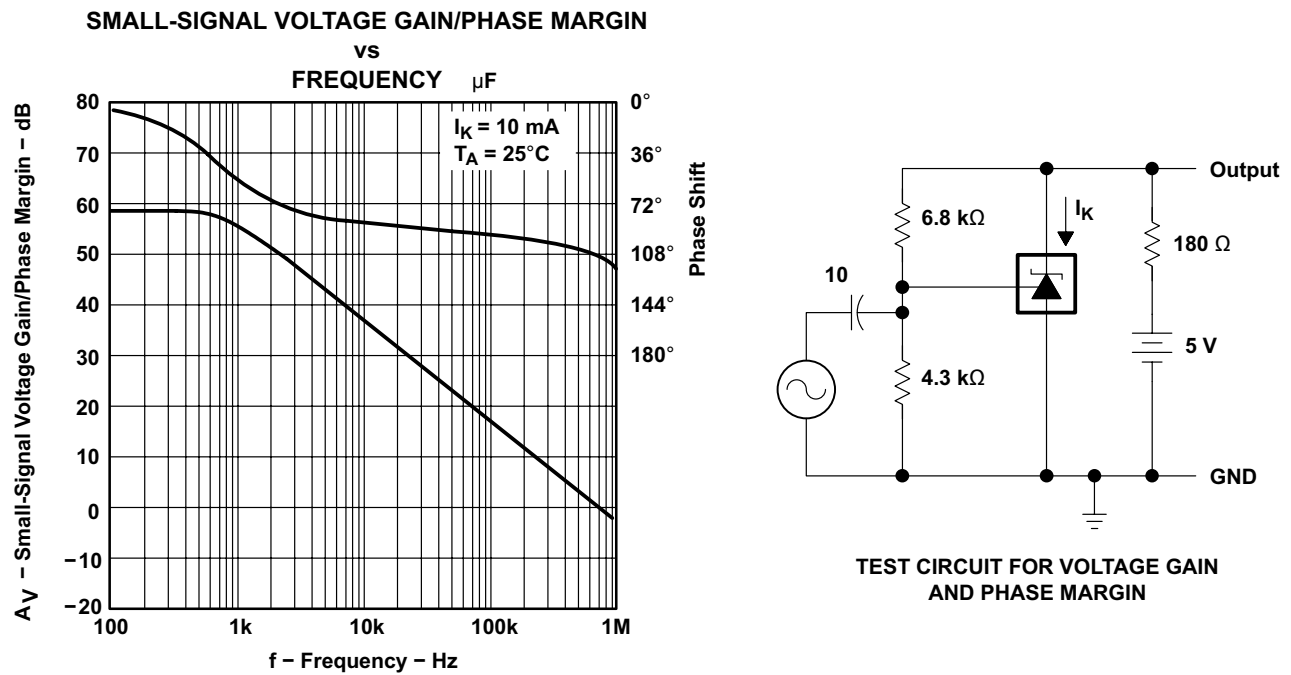 SMALL-SIGNAL VOLTAGE GAIN/PHASE MARGIN
vs
FREQUENCY μF
AV − Small-Signal Voltage Gain/Phase Margin − dB
80
70
60
50
40
30
20
10
0
−10
−20
100
1k
10k
100k
1M
f − Frequency − Hz
IK = 10 mA
TA = 25°C
0°
36°
72°
108°
144°
180°
Phase Shift
Output
IK
6.8 kΩ
180 Ω
10
5 V
4.3 kΩ
GND
TEST CIRCUIT FOR VOLTAGE GAIN
AND PHASE MARGIN